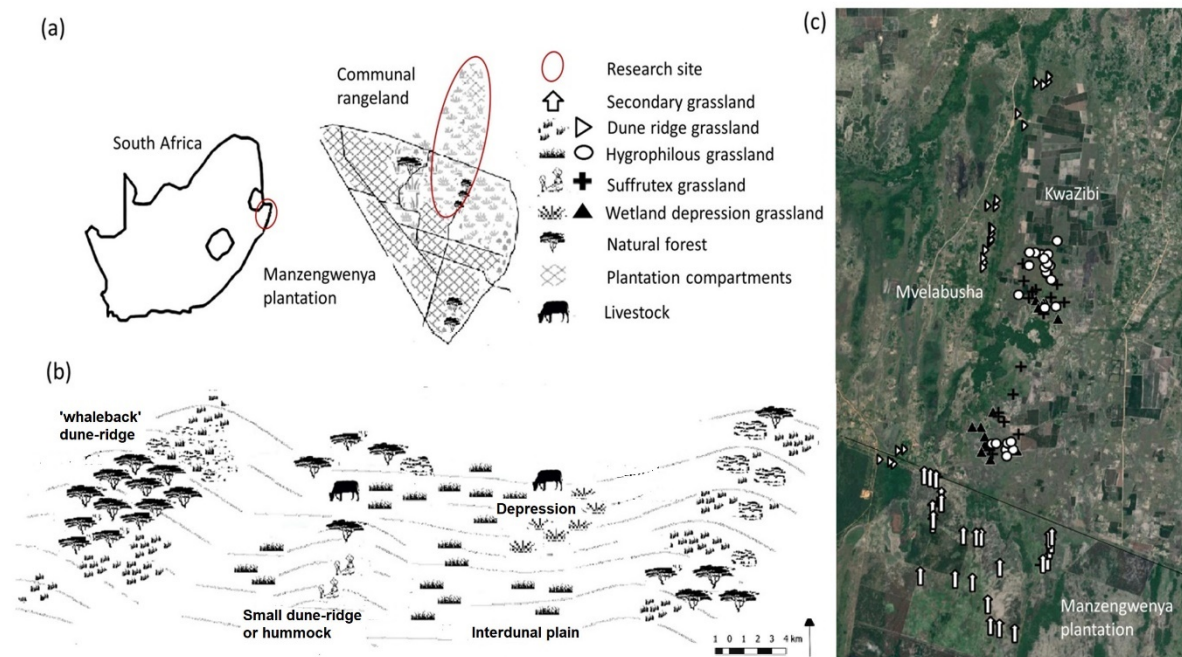 (a)
South Africa
Manzengwenya
plantation
Communal
rangeland
Research site
Secondary grassland
Dune ridge grassland
Hygrophilous grassland
Suffrutex grassland
Wetland depression grassland
Natural forest
Plantation compartments
Livestock
(b)
'whaleback'
dune-ridge
Depression
Small dune-ridge
or hummock
Interdunal plain
1 0 1 2 3 4 km
(c)
KwaZibi
Mvelabusha
Manzengwenya
plantation